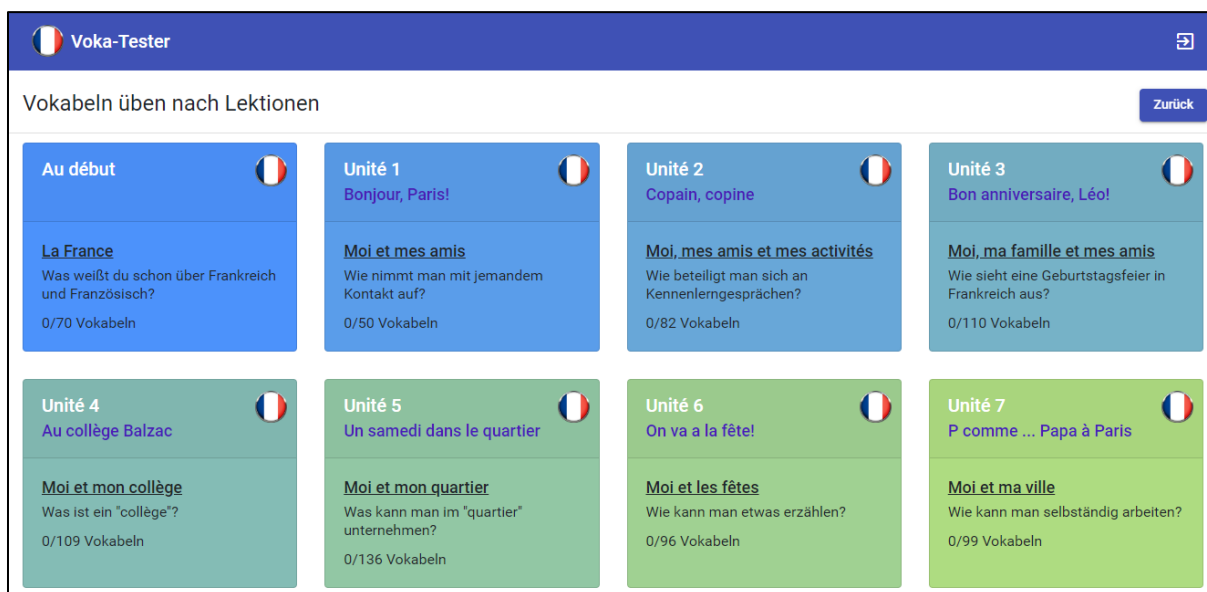 Voka-Tester
Vokabeln üben nach Lektionen
Zurück
Au début
La France
Was weißt du schon über Frankreich
und Französisch?
0/70 Vokabeln
Unité 1
Bonjour, Paris!
Moi et mes amis
Wie nimmt man mit jemandem
Kontakt auf?
0/50 Vokabeln
Unité 2
Copain, copine
Moi, mes amis et mes activités
Wie beteiligt man sich an
Kennenlerngesprächen?
0/82 Vokabeln
Unité 3
Bon anniversaire, Léo!
Moi, ma famille et mes amis
Wie sieht eine Geburtstagsfeier in
Frankreich aus?
0/110 Vokabeln
Unité 4
Au collège Balzac
Moi et mon collège
Was ist ein "collège"?
0/109 Vokabeln
Unité 5
Un samedi dans le quartier
Moi et mon quartier
Was kann man im "quartier"
unternehmen?
0/136 Vokabeln
Unité 6
On va a la fête!
Moi et les fêtes
Wie kann man etwas erzählen?
0/96 Vokabeln
Unité 7
P comme ... Papa à Paris
Moi et ma ville
Wie kann man selbständig arbeiten?
0/99 Vokabeln